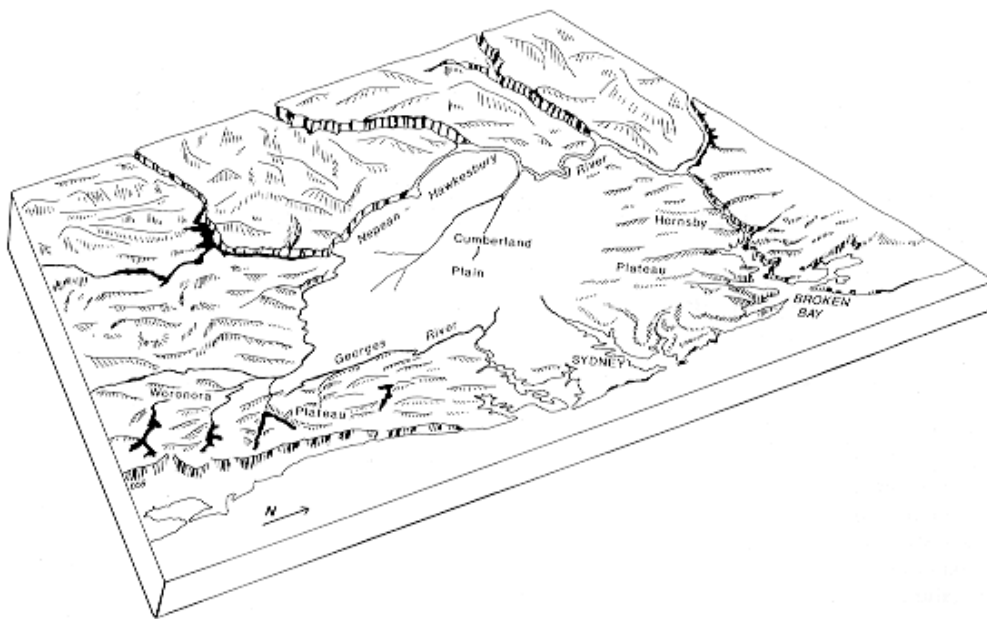 Nepean - Hawkesbury River
Hornsby
Cumberland
Plateau
Plain
BROKEN
BAY
Georges River
SYDNEY
Woronora
Plateau
N